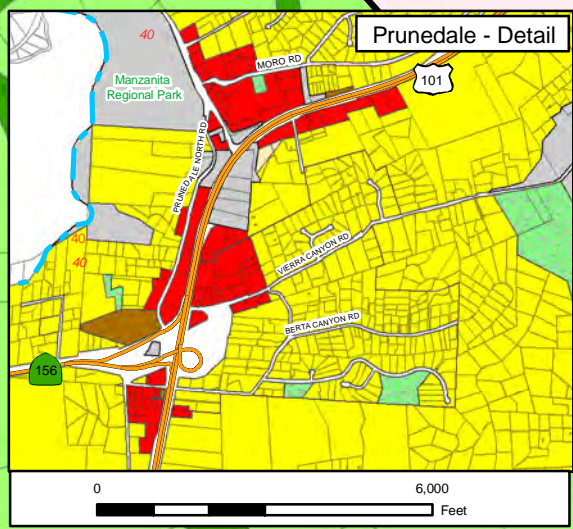 Prunedale - Detail
40
MORO RD
101
Manzanita
Regional Park
PRUNEDALE NORTH RD
40
40
VIERRA CANYON RD
BERTA CANYON RD
156
0
6,000
Feet